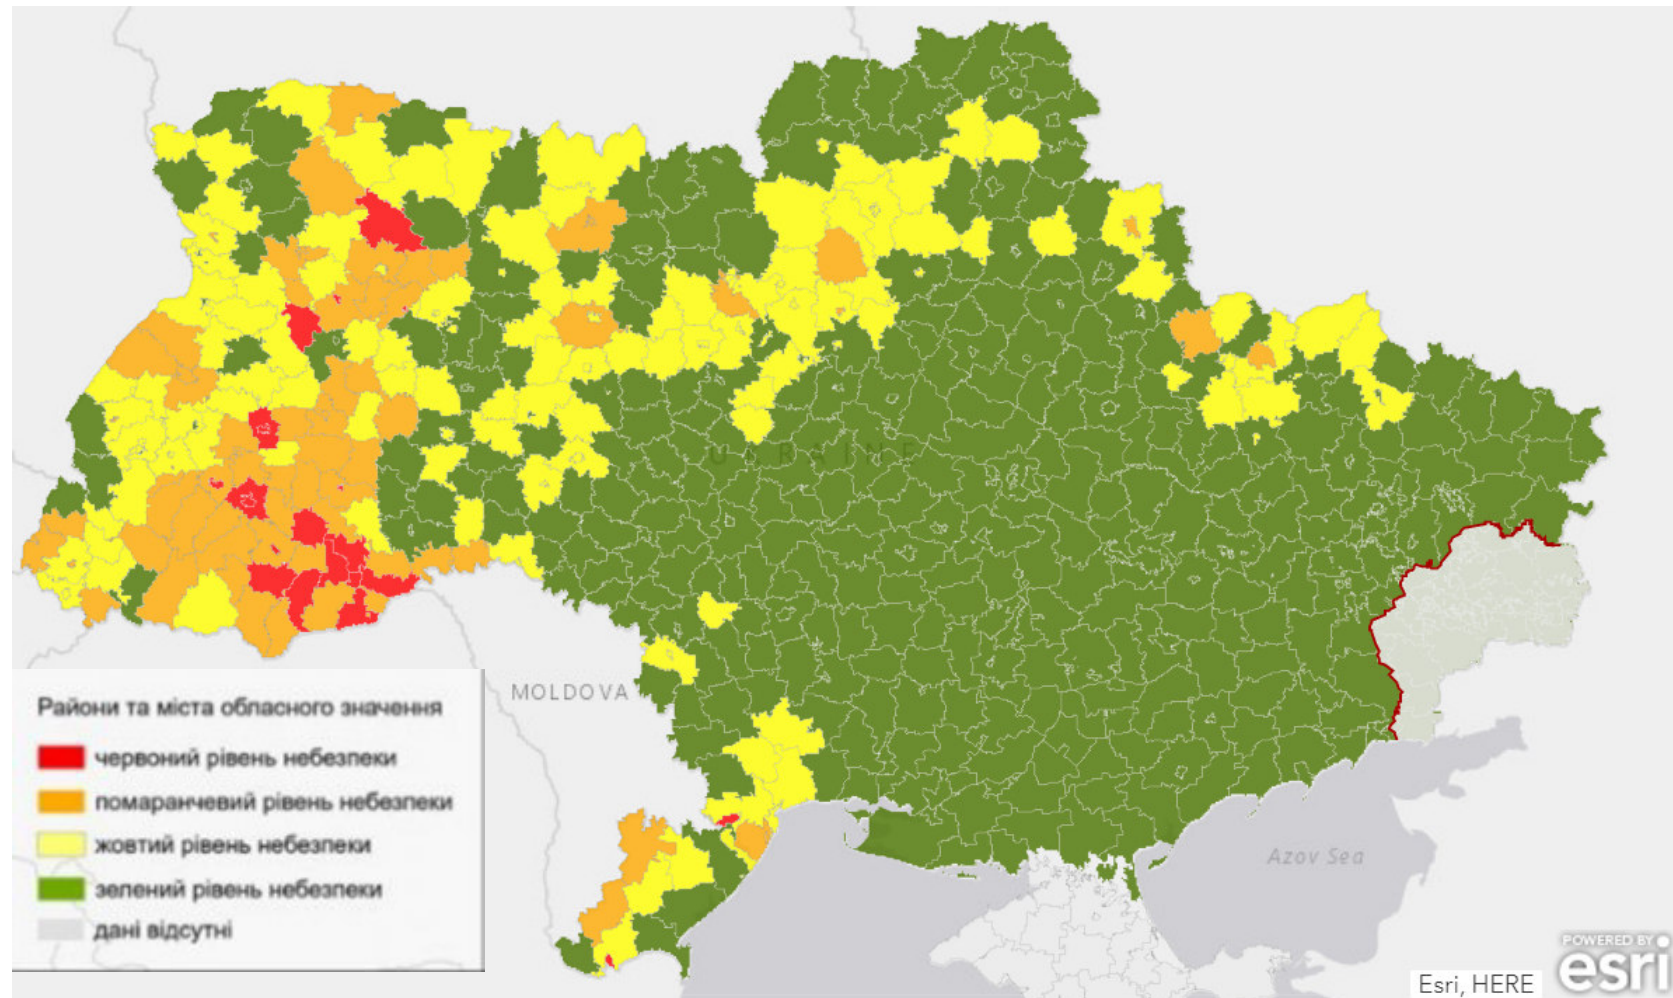 UKRAINE
MOLDOVA
Райони та міста обласного значення
червоний рівень небезпеки
помаранчевий рівень небезпеки
жовтий рівень небезпеки
зелений рівень небезпеки
дані відсутні
Azov Sea
POWERED BY
esri
Esri, HERE